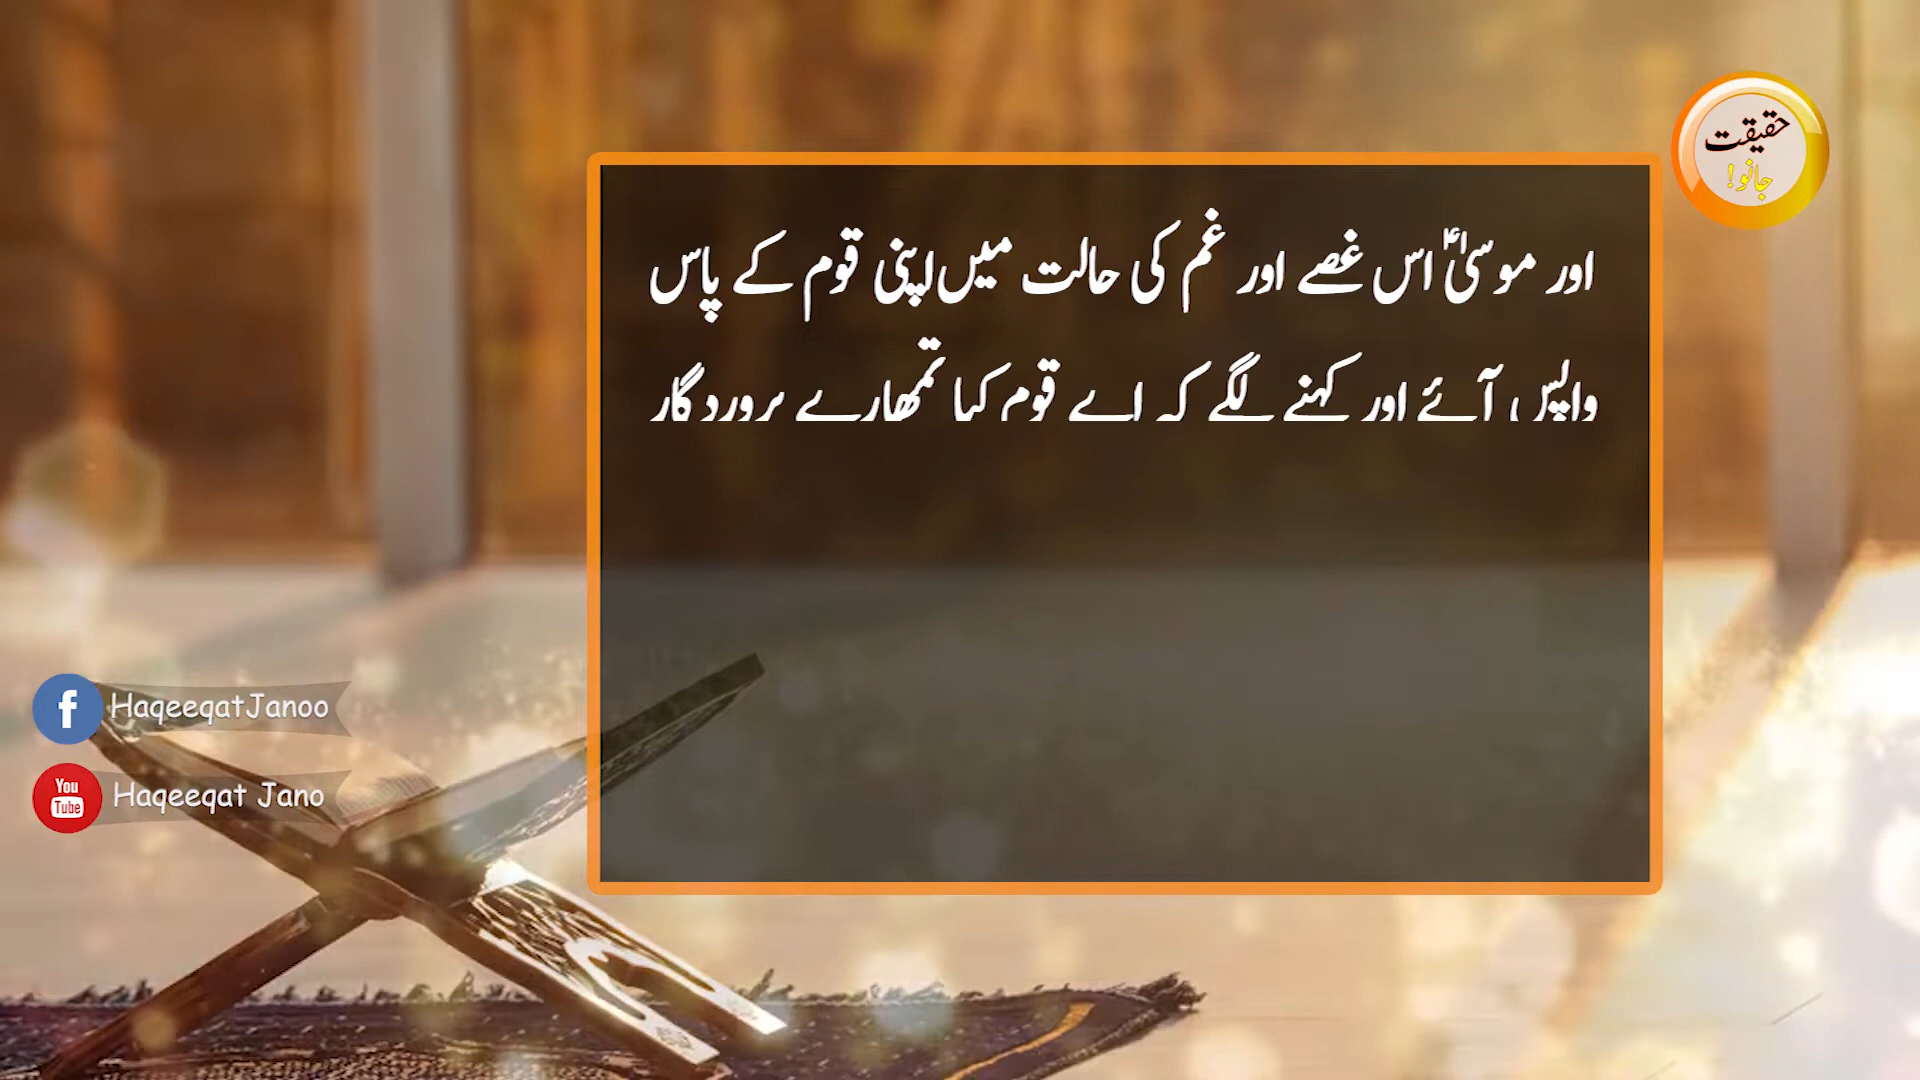 حقیقت
جانو!
اور موسیٰؑ اس غصے اور غم کی حالت میں اپنی قوم کے پاس
واپس آئے اور کہنے لگے کہ اے قوم کیا تمھارے پروردگار
HaqeeqatJanoo
You
Tube
Haqeeqat Jano